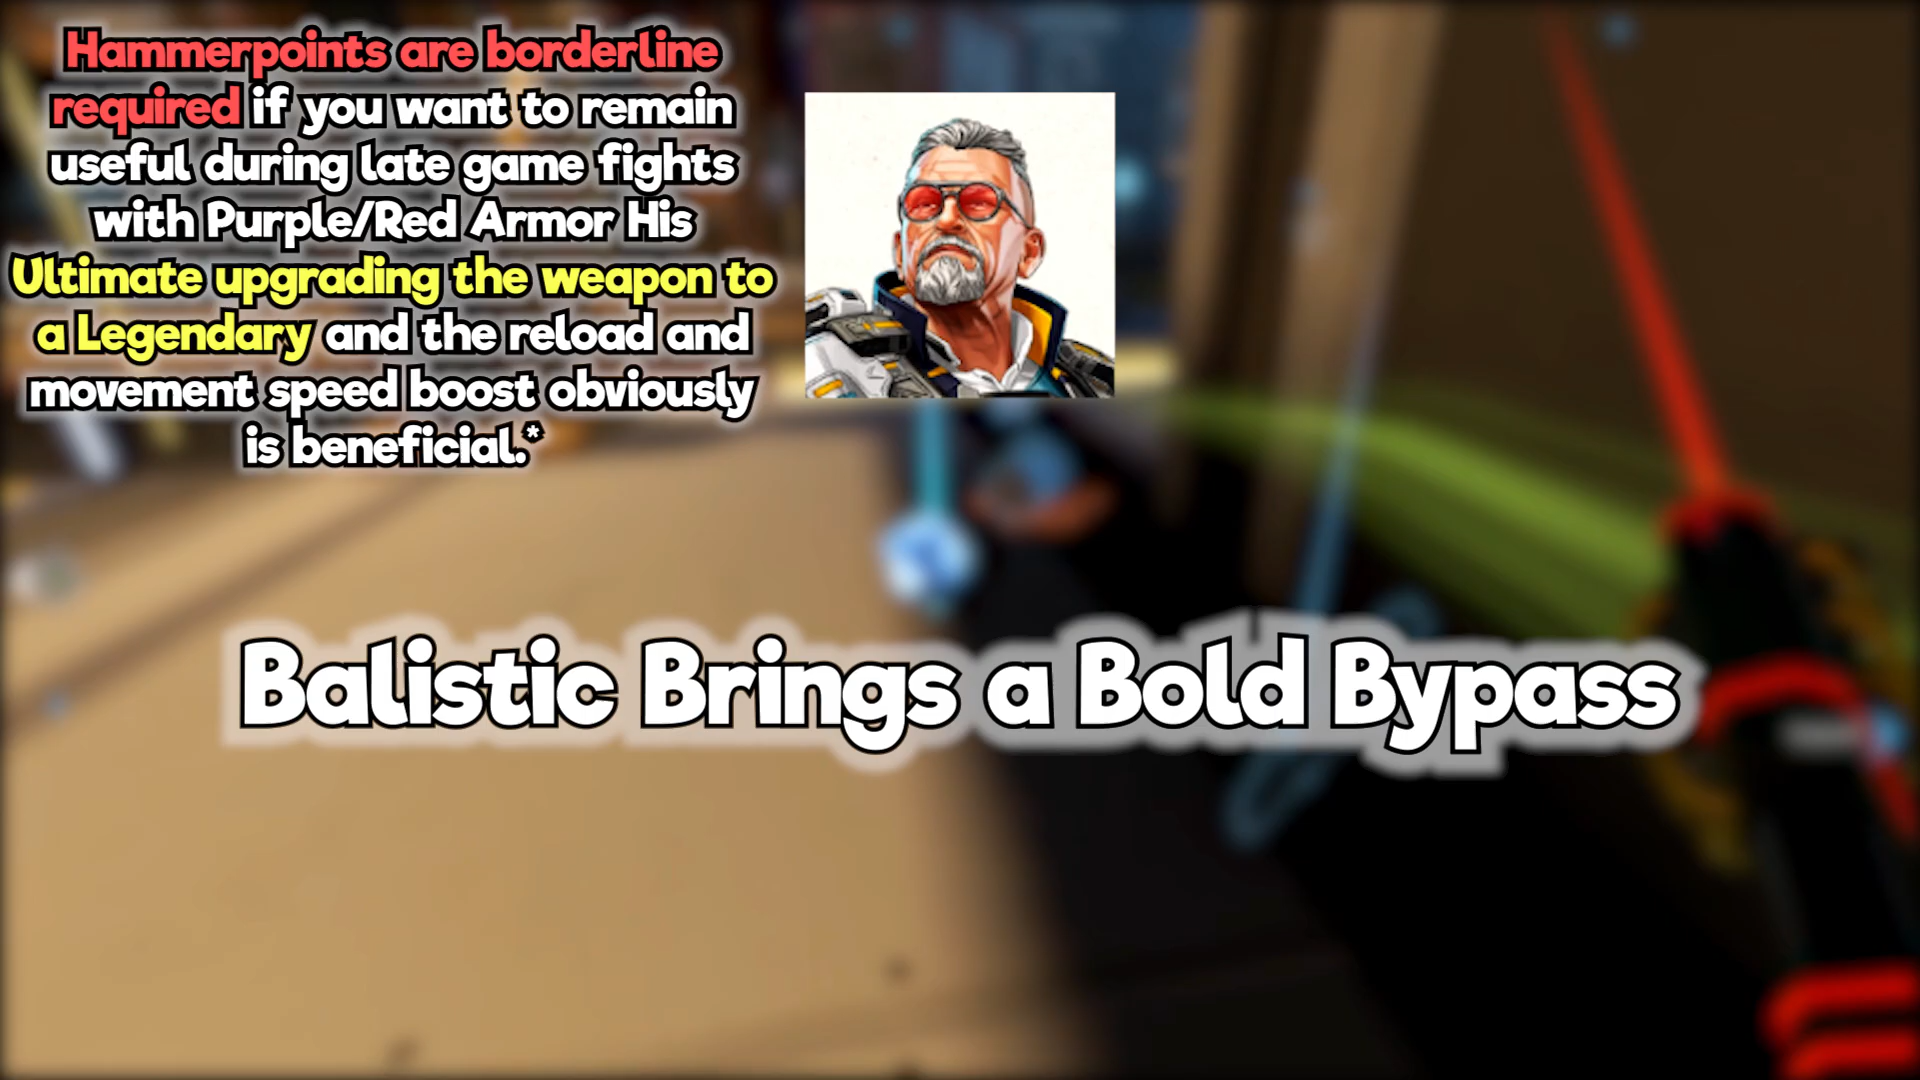 Hammerpoints are borderline
required if you want to remain
useful during late game fights
with Purple/Red Armor His
Ultimate upgrading the weapon to
a Legendary and the reload and
movement speed boost obviously
is beneficial.*
Balistic Brings a Bold Bypass